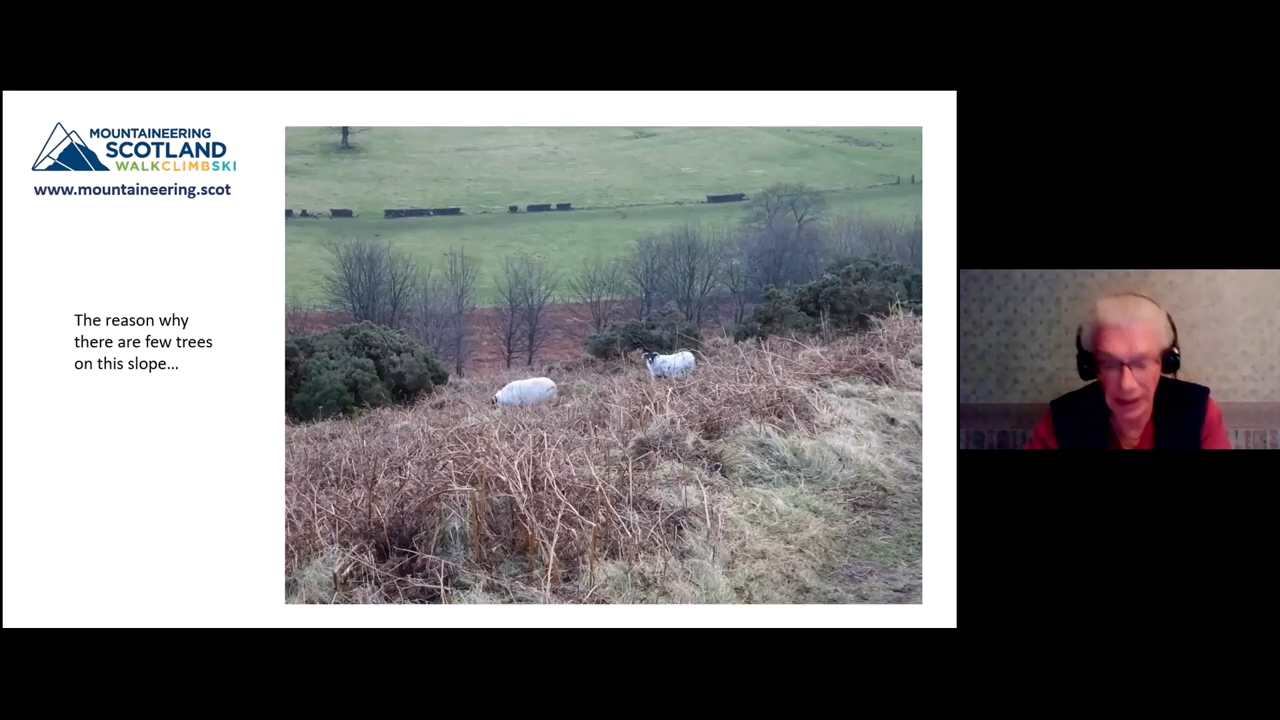 MOUNTAINEERING
SCOTLAND
WALKCLIMBSKI
www.mountaineering.scot
The reason why
there are few trees
on this slope...